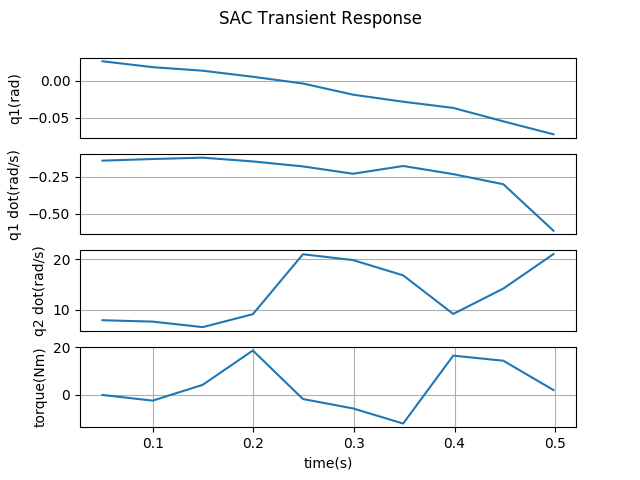 SAC Transient Response
q1(rad)
0.00
−0.05
q1 dot(rad/s)
−0.25
−0.50
q2 dot(rad/s)
20
10
torque(Nm)
20
0
0.1 0.2 0.3 0.4 0.5
time(s)